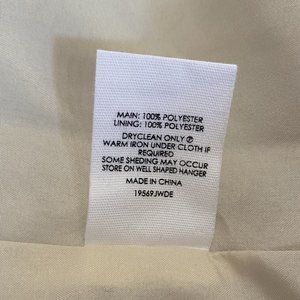 MAIN: 100% POLYESTER
LINING: 100% POLYESTER
DRYCLEAN ONLY Ⓟ
WARM IRON UNDER CLOTH IF
REQUIRED
SOME SHEDING MAY OCCUR
STORE ON WELL SHAPED HANGER
MADE IN CHINA
19569JWDE